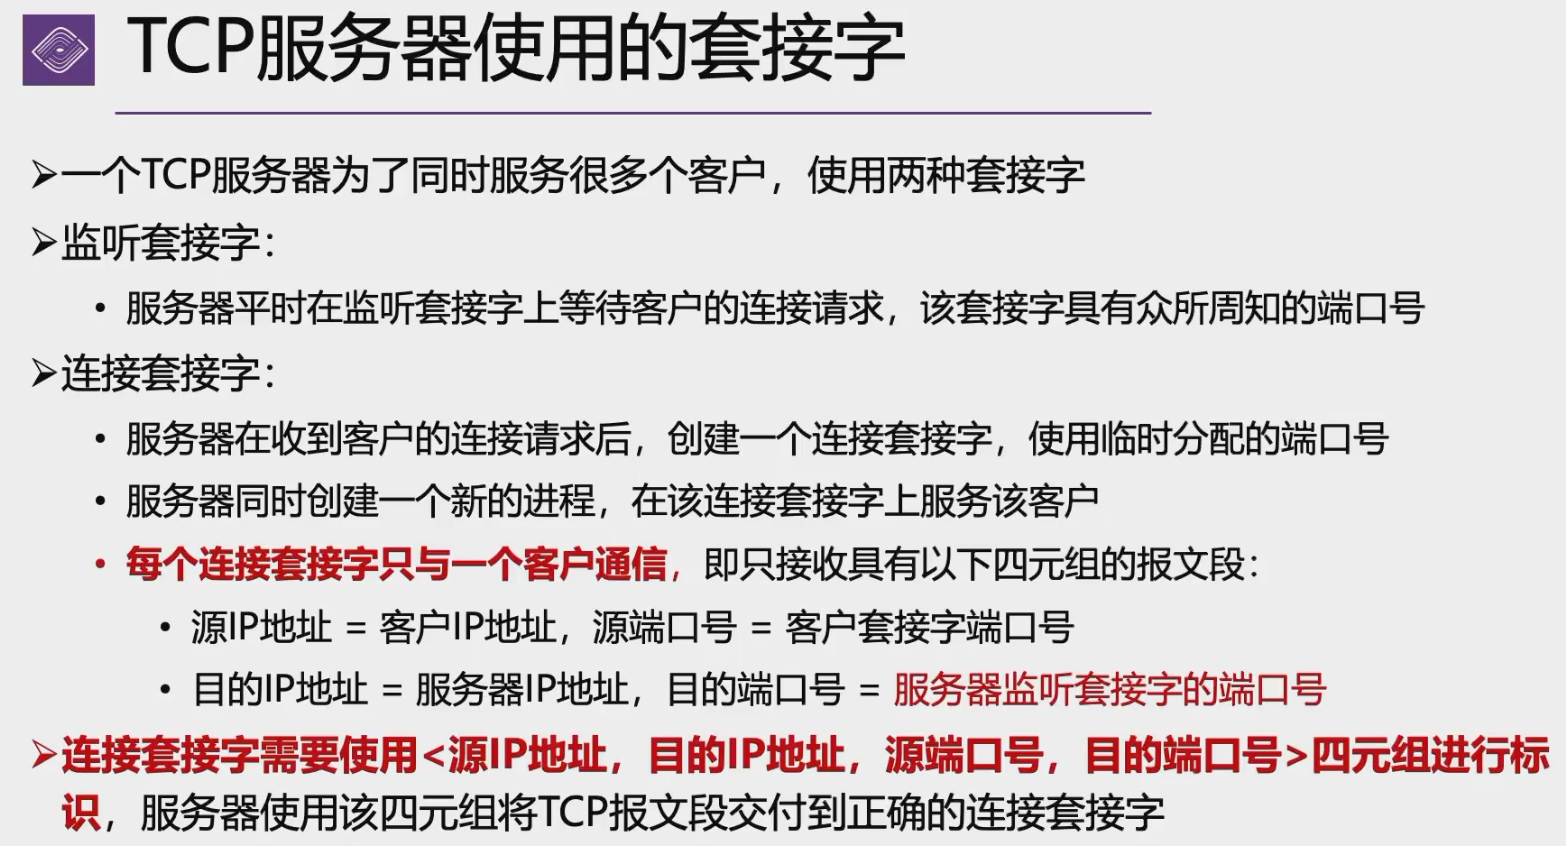 TCP服务器使用的套接字
➢一个TCP服务器为了同时服务很多个客户，使用两种套接字
➢监听套接字：
• 服务器平时在监听套接字上等待客户的连接请求，该套接字具有众所周知的端口号
➢连接套接字：
• 服务器在收到客户的连接请求后，创建一个连接套接字，使用临时分配的端口号
• 服务器同时创建一个新的进程，在该连接套接字上服务该客户
• 每个连接套接字只与一个客户通信，即只接收具有以下四元组的报文段：
• 源IP地址 = 客户IP地址，源端口号 = 客户套接字端口号
• 目的IP地址 = 服务器IP地址，目的端口号 = 服务器监听套接字的端口号
➢连接套接字需要使用<源IP地址，目的IP地址，源端口号，目的端口号>四元组进行标
识，服务器使用该四元组将TCP报文段交付到正确的连接套接字